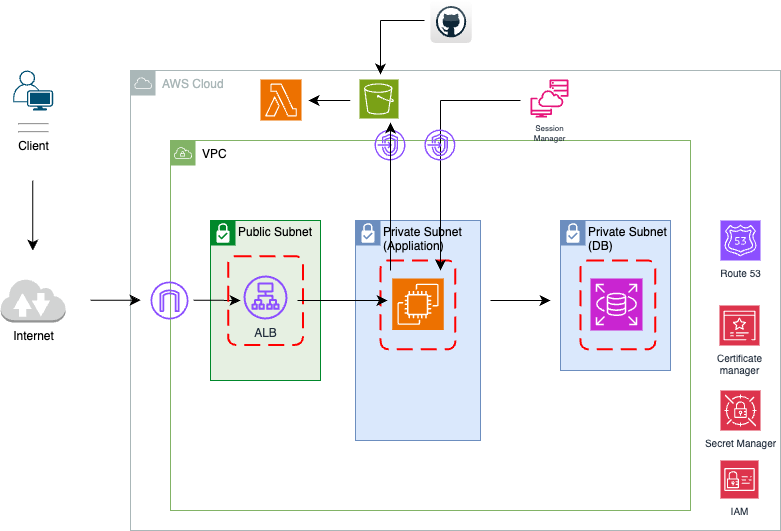 AWS Cloud
Client
Session
Manager
VPC
Public Subnet
Private Subnet
(Appliation)
Private Subnet
(DB)
53
Route 53
ALB
Internet
Certificate
manager
Secret Manager
IAM